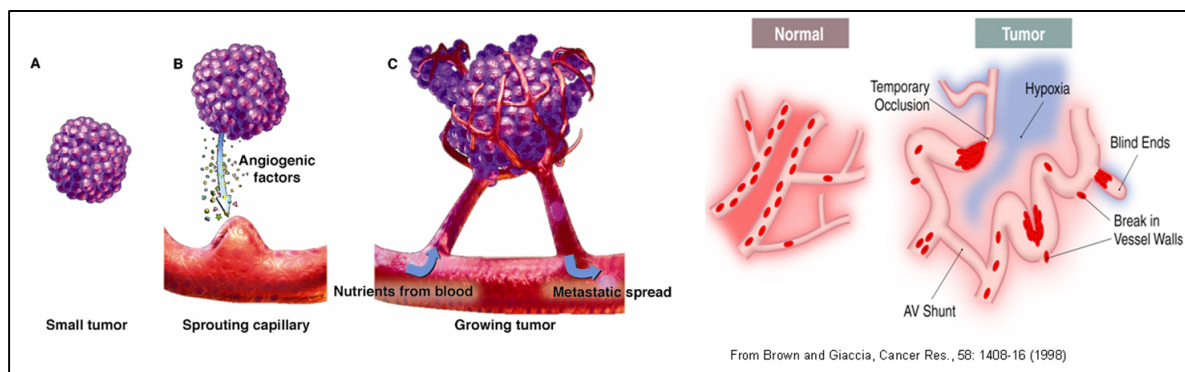 A
B
C
Angiogenic
factors
Nutrients from blood
Metastatic spread
Small tumor
Sprouting capillary
Growing tumor
Normal
Tumor
Temporary
Occlusion
Hypoxia
Blind Ends
Break in
Vessel Walls
AV Shunt
From Brown and Giaccia, Cancer Res., 58: 1408-16 (1998)